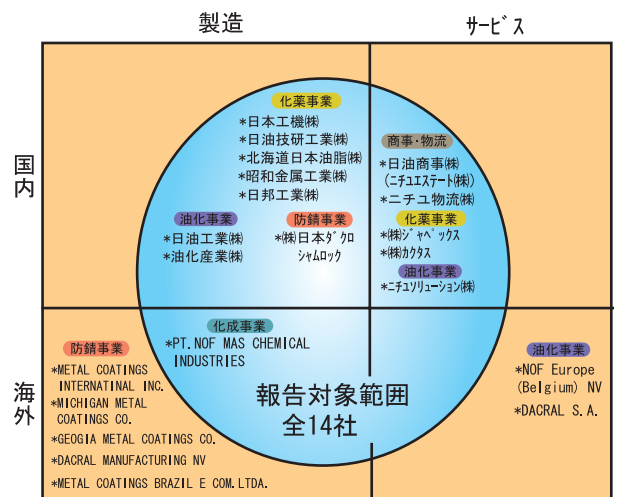 製造
サービス
国内
海外
化薬事業
*日本工機㈱
*日油技研工業㈱
*北海道日本油脂㈱
*昭和金属工業㈱
*日邦工業㈱
油化事業
*日油工業㈱
*油化産業㈱
防錆事業
*㈱日本ﾀﾞｸﾛ
ｼｬﾑﾛｯｸ
商事・物流
*日油商事㈱
(ニチユエステート㈱)
*ニチユ物流㈱
化薬事業
*㈱ｼﾞｬﾍﾟｯｸｽ
*㈱カクタス
油化事業
*ﾆﾁﾕｿﾘｭｰｼｮﾝ㈱
防錆事業
*METAL COATINGS
INTERNATINAL INC.
*MICHIGAN METAL
COATINGS CO.
*GEOGIA METAL COATINGS CO.
*DACRAL MANUFACTURING NV
*METAL COATINGS BRAZIL E COM.LTDA.
化成事業
*PT.NOF MAS CHEMICAL
INDUSTRIES
報告対象範囲
全14社
油化事業
*NOF Europe
(Belgium) NV
*DACRAL S.A.